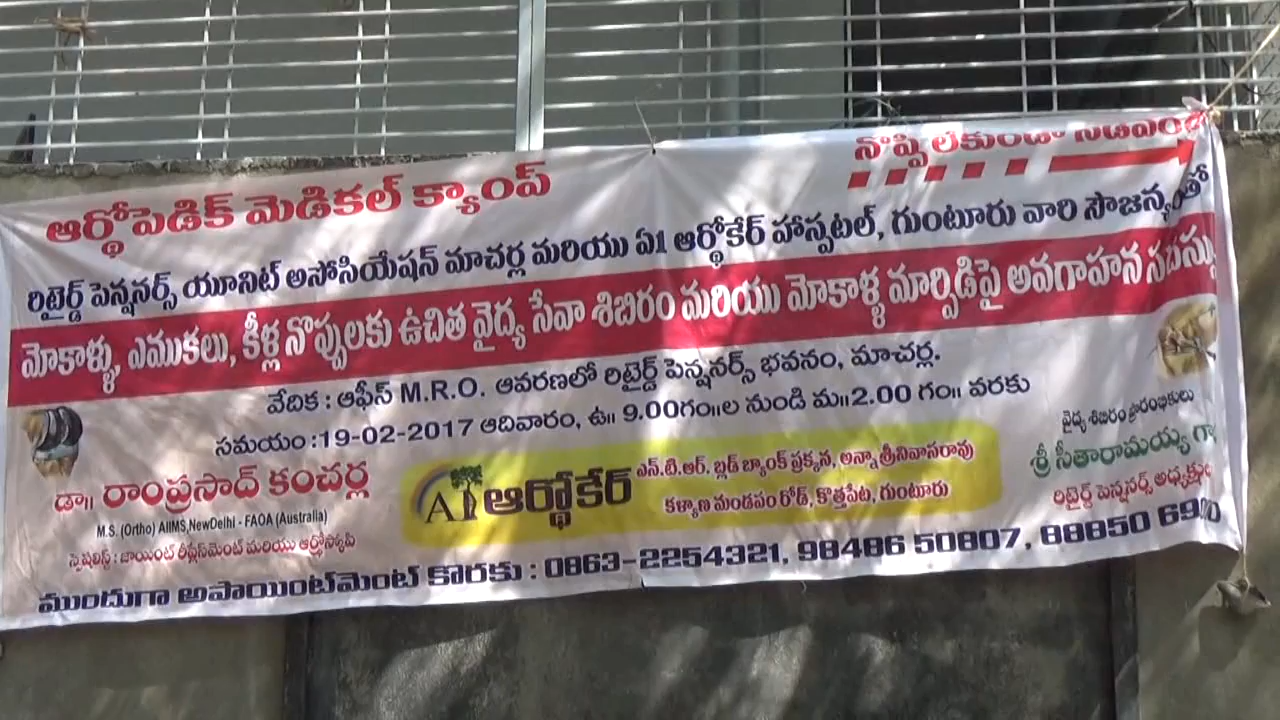 ఆర్థోపెడిక్ మెడికల్ క్యాంప్
నొప్పి లేకుండా నడవండి
రిటైర్డ్ పెన్షనర్స్ యూనిట్ అసోసియేషన్ మాచర్ల మరియు ఏ1 ఆర్థోకేర్ హాస్పటల్, గుంటూరు వారి సౌజన్యంతో
మోకాళ్ళు, ఎముకలు, కీళ్ల నొప్పులకు ఉచిత వైద్య సేవా శిబిరం మరియు మోకాళ్ళ మార్పిడిపై అవగాహన సదస్సు
వేదిక : ఆఫీస్ M.R.O. ఆవరణలో రిటైర్డ్ పెన్షనర్స్ భవనం, మాచర్ల.
సమయం :19-02-2017 ఆదివారం, ఉ॥ 9.00గం॥ల నుండి మ॥2.00 గం॥ వరకు
డా॥ రాంప్రసాద్ కంచర్ల
M.S. (Ortho) AIIMS,NewDelhi - FAOA (Australia)
స్పెషలిస్ట్ : జాయింట్ రీప్లేస్‌మెంట్ మరియు ఆర్థ్రోస్కోపి
A1 ఆర్థోకేర్
ఎన్.టి.ఆర్. బ్లడ్ బ్యాంక్ ప్రక్కన, అన్నా శ్రీనివాసరావు
కళ్యాణ మండపం రోడ్, కొత్తపేట, గుంటూరు
వైద్య శిబిరం ప్రారంభికులు
శ్రీ సీతారామయ్య
రిటైర్డ్ పెన్షనర్స్ అధ్యక్షులు
ముందుగా అపాయింట్‌మెంట్ కొరకు : 0863-2254321, 98486 50807, 88850